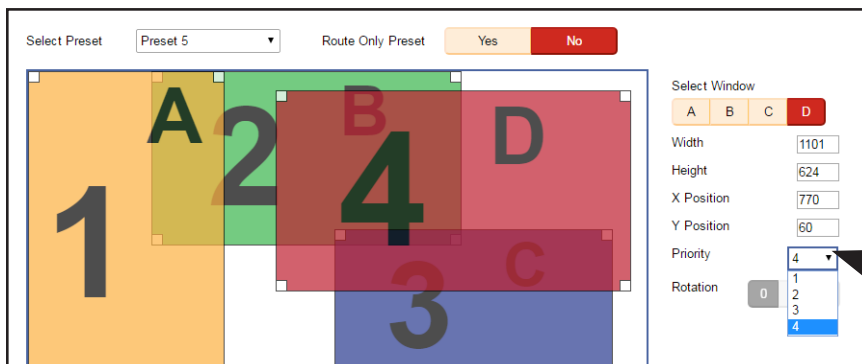 Select Preset Preset 5 Route Only Preset Yes No
Select Window
A B C D
Width 1101
Height 624
X Position 770
Y Position 60
Priority 4
1
2
3
4
Rotation 0
A B D
2 4
1
C
3